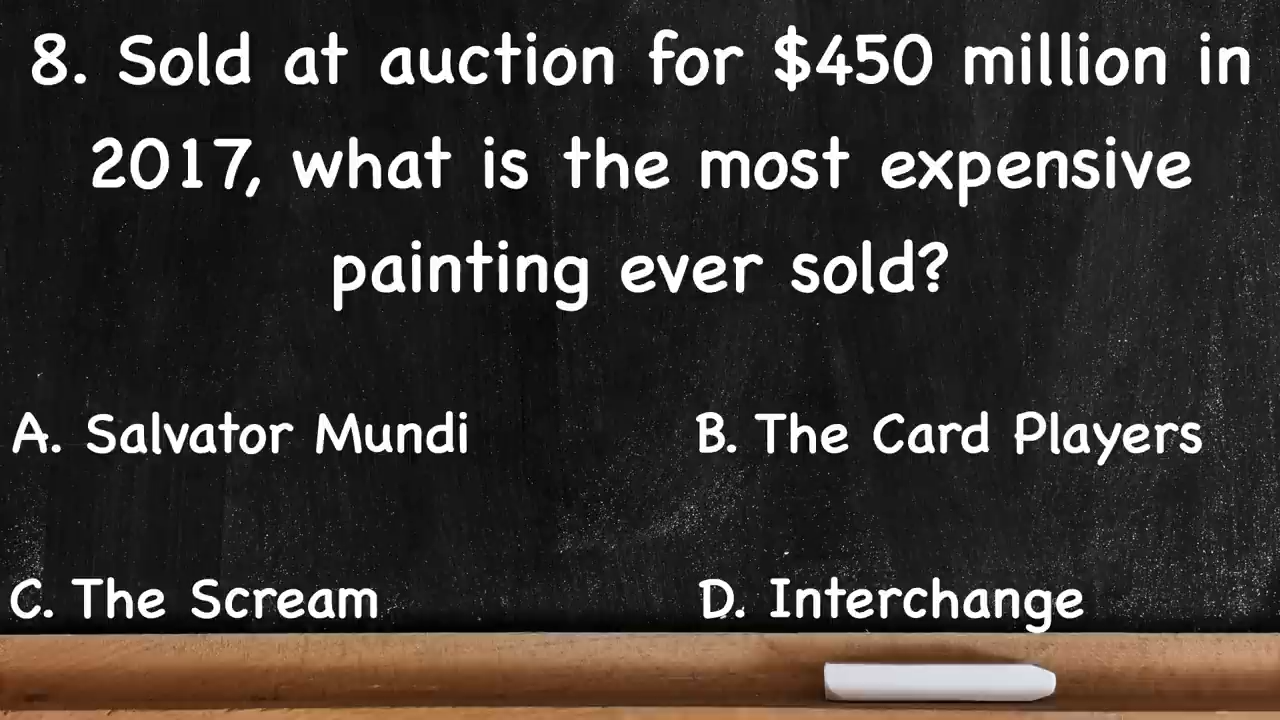 8. Sold at auction for $450 million in
2017, what is the most expensive
painting ever sold?
A. Salvator Mundi
B. The Card Players
C. The Scream
D. Interchange